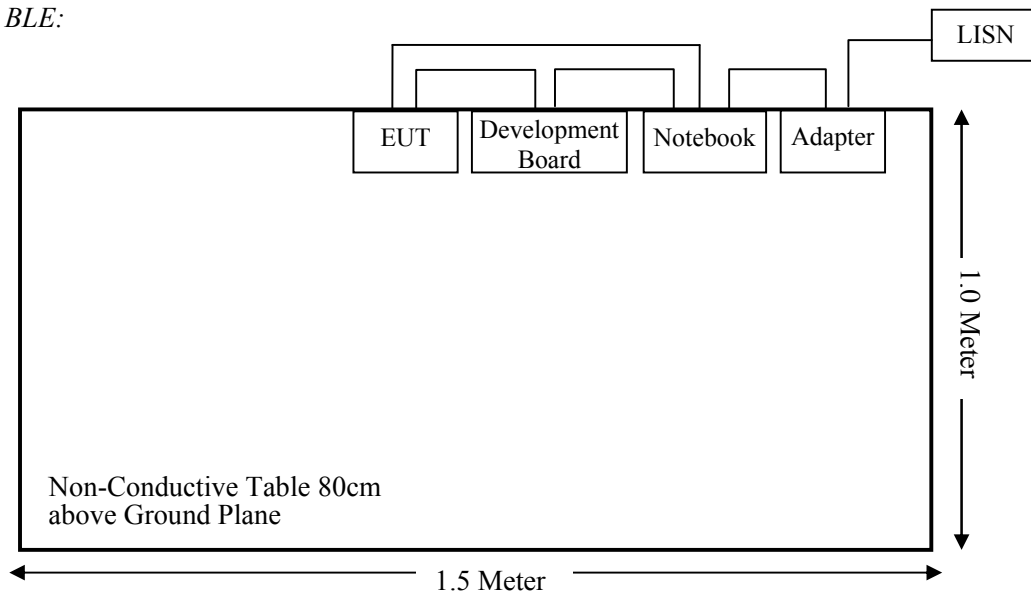 BLE:
LISN
EUT
Development
Board
Notebook
Adapter
1.0 Meter
Non-Conductive Table 80cm
above Ground Plane
1.5 Meter